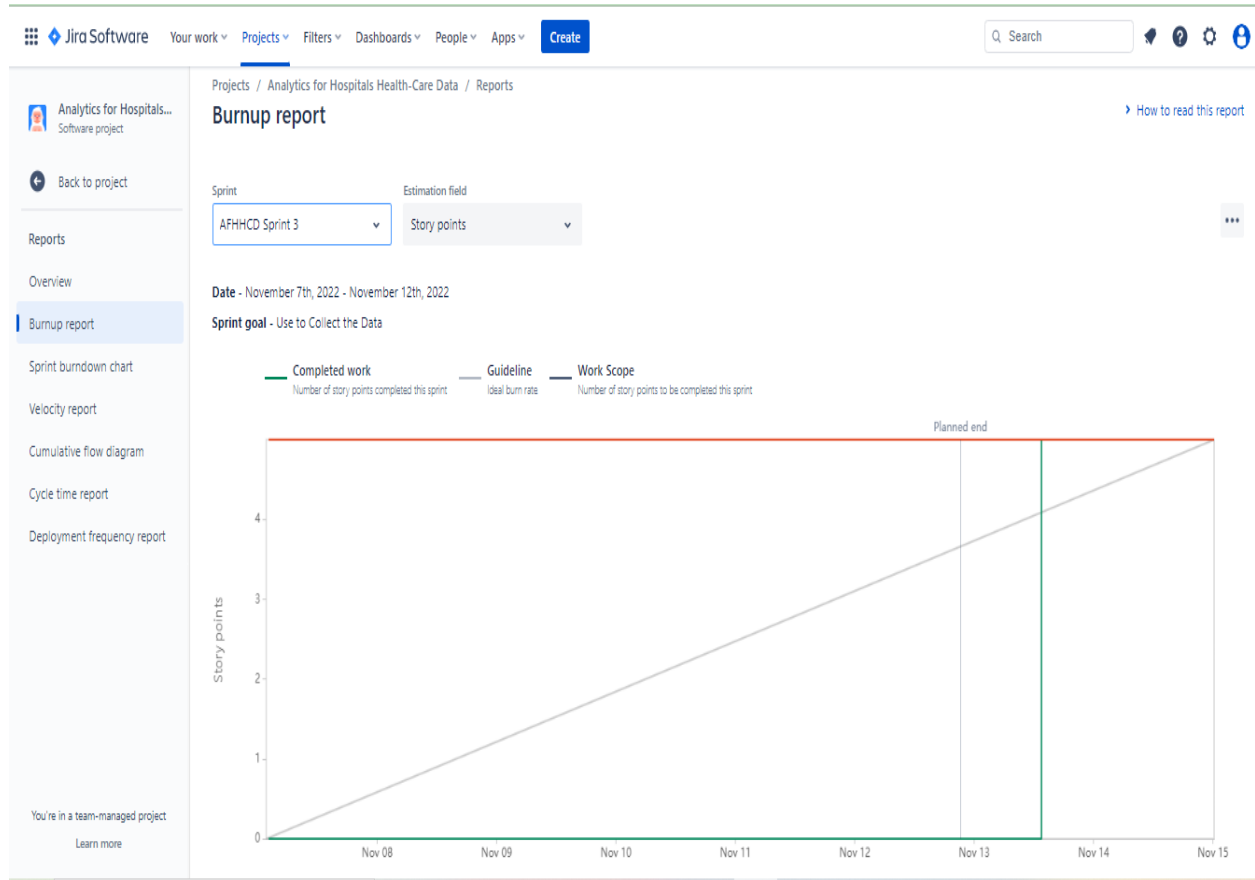 Jira Software Your work Projects Filters Dashboards People Apps Create Search
Analytics for Hospitals...
Software project
Back to project
Reports
Overview
Burnup report
Sprint burndown chart
Velocity report
Cumulative flow diagram
Cycle time report
Deployment frequency report
You're in a team-managed project
Learn more
Projects / Analytics for Hospitals Health-Care Data / Reports
Burnup report
How to read this report
Sprint Estimation field
AFHHCD Sprint 3 Story points
Date - November 7th, 2022 - November 12th, 2022
Sprint goal - Use to Collect the Data
Completed work Guideline Work Scope
Number of story points completed this sprint Ideal burn rate Number of story points to be completed this sprint
Planned end
Story points
4
3
2
1
0
Nov 08 Nov 09 Nov 10 Nov 11 Nov 12 Nov 13 Nov 14 Nov 15